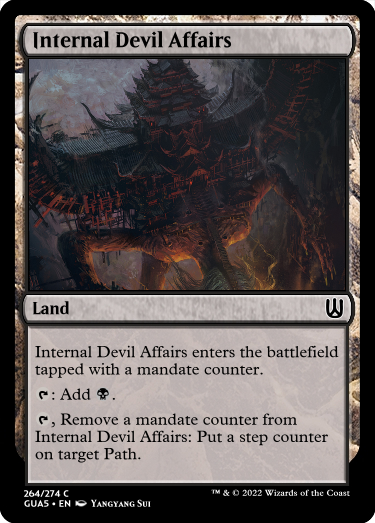 Internal Devil Affairs
Land
Internal Devil Affairs enters the battlefield
tapped with a mandate counter.
: Add .
, Remove a mandate counter from
Internal Devil Affairs: Put a step counter
on target Path.
264/274 C
GUA5 • EN Yangyang Sui
™ & © 2022 Wizards of the Coast